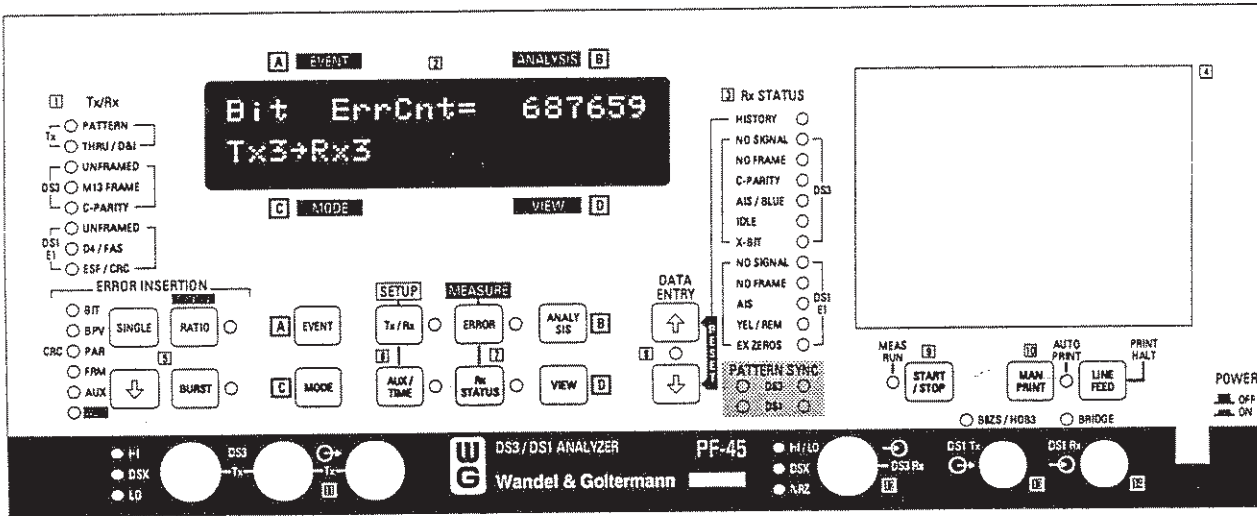 A EVENT 2 ANALYSIS B
Bit ErrCnt= 687659
Tx3→Rx3
C MODE VIEW D
1 Tx/Rx
Tx PATTERN
THRU / D&I
UNFRAMED
DS3 M13 FRAME
C-PARITY
UNFRAMED
DS1 E1 D4 / FAS
ESF / CRC
ERROR INSERTION
BIT
BPV
CRC PAR
FRM
AUX
SINGLE
RATIO
5
BURST
A EVENT
C MODE
SETUP
Tx / Rx
6
AUX / TIME
MEASURE
ERROR
7
Rx STATUS
ANALY SIS B
VIEW D
DATA ENTRY
8
3 Rx STATUS
HISTORY
NO SIGNAL
NO FRAME
C-PARITY
AIS / BLUE
IDLE
X-BIT
DS3
NO SIGNAL
NO FRAME
AIS
YEL / REM
EX ZEROS
DS1 E1
PATTERN SYNC
DS3
DS1
4
MEAS RUN
9
START / STOP
10
MAN PRINT
AUTO PRINT
LINE FEED
PRINT HALT
POWER
OFF
ON
B8ZS / HDB3
BRIDGE
HI
DSX
LO
DS3
Tx
Tx
11
WG
DS3 / DS1 ANALYZER PF-45
Wandel & Goltermann
HI / LO
DSX
NRZ
DS3 Rx
DS1 Tx
DS1 Rx